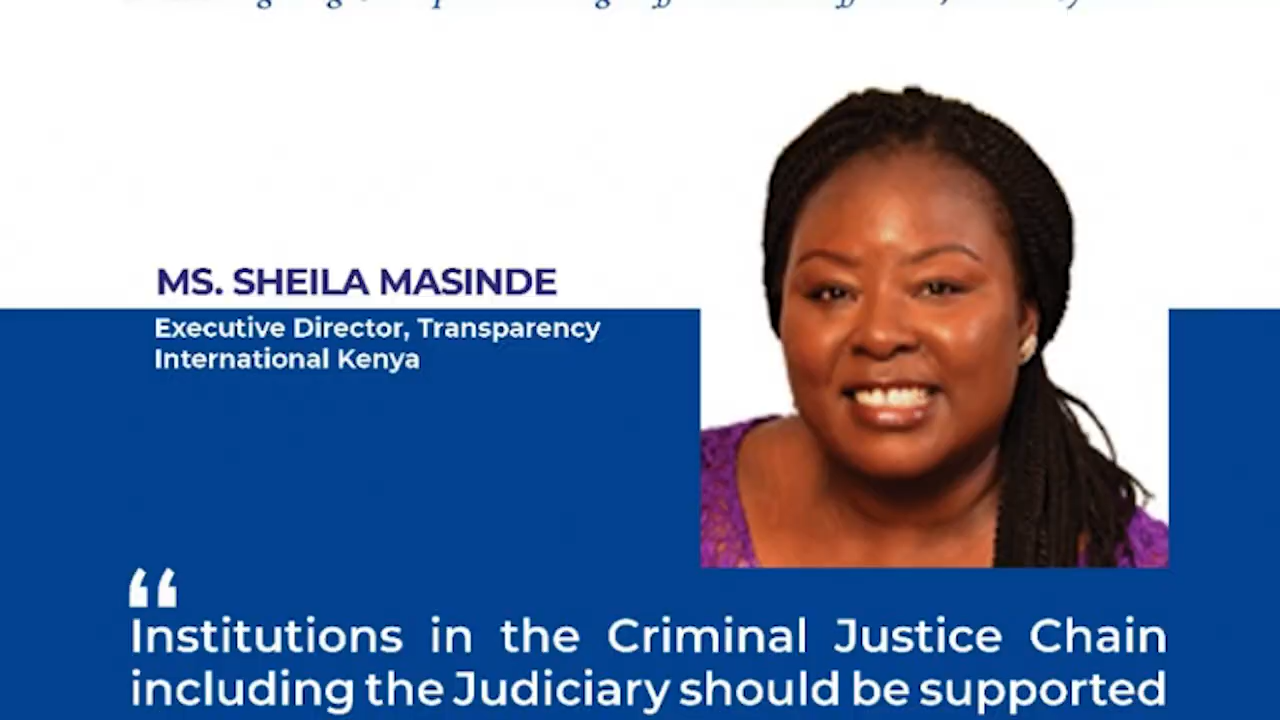 MS. SHEILA MASINDE
Executive Director, Transparency
International Kenya
“
Institutions in the Criminal Justice Chain
including the Judiciary should be supported